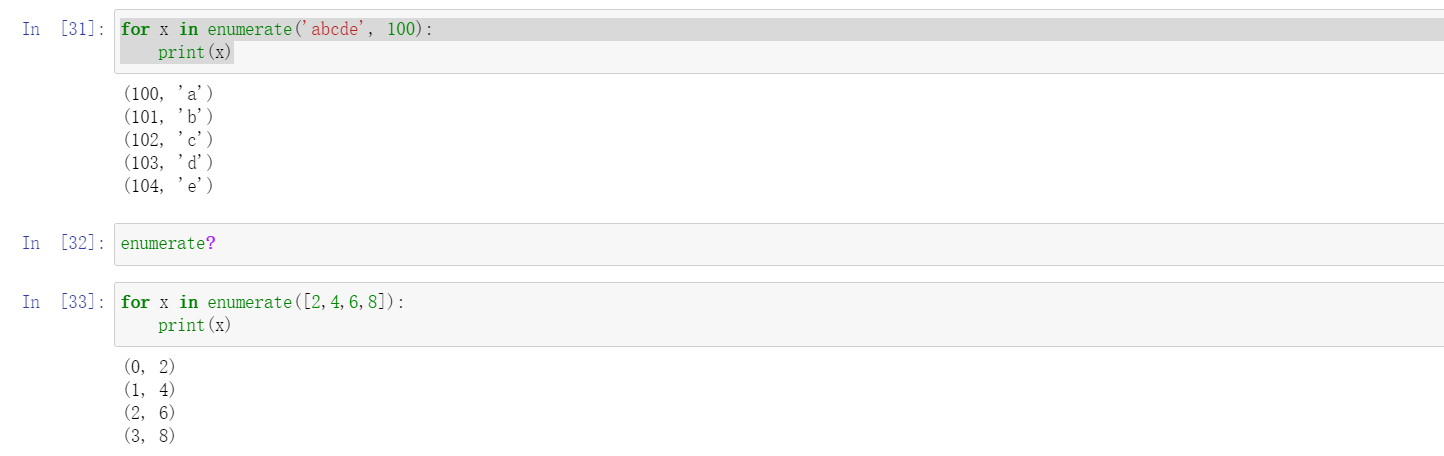 In [31]: for x in enumerate('abcde', 100):
    print(x)
(100, 'a')
(101, 'b')
(102, 'c')
(103, 'd')
(104, 'e')
In [32]: enumerate?
In [33]: for x in enumerate([2,4,6,8]):
    print(x)
(0, 2)
(1, 4)
(2, 6)
(3, 8)